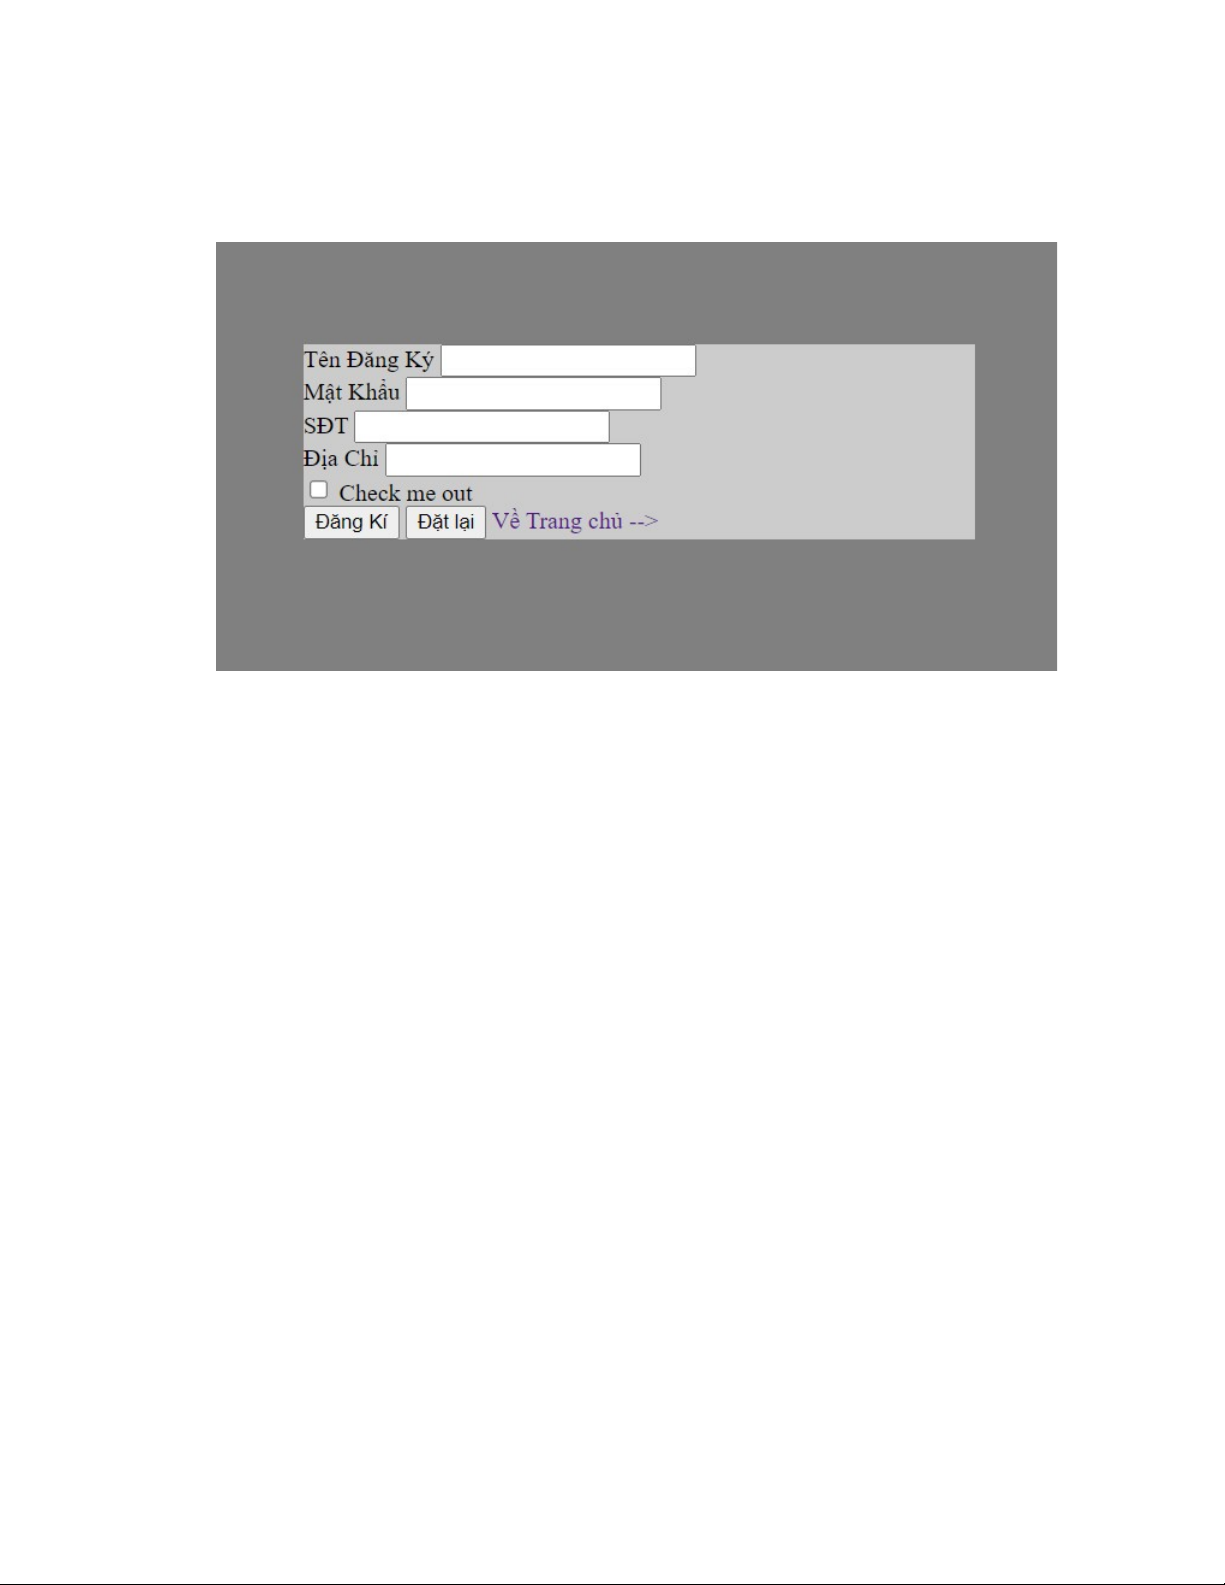 Tên Đăng Ký
Mật Khẩu
SĐT
Địa Chỉ
Check me out
Đăng Kí Đặt lại Về Trang chủ -->